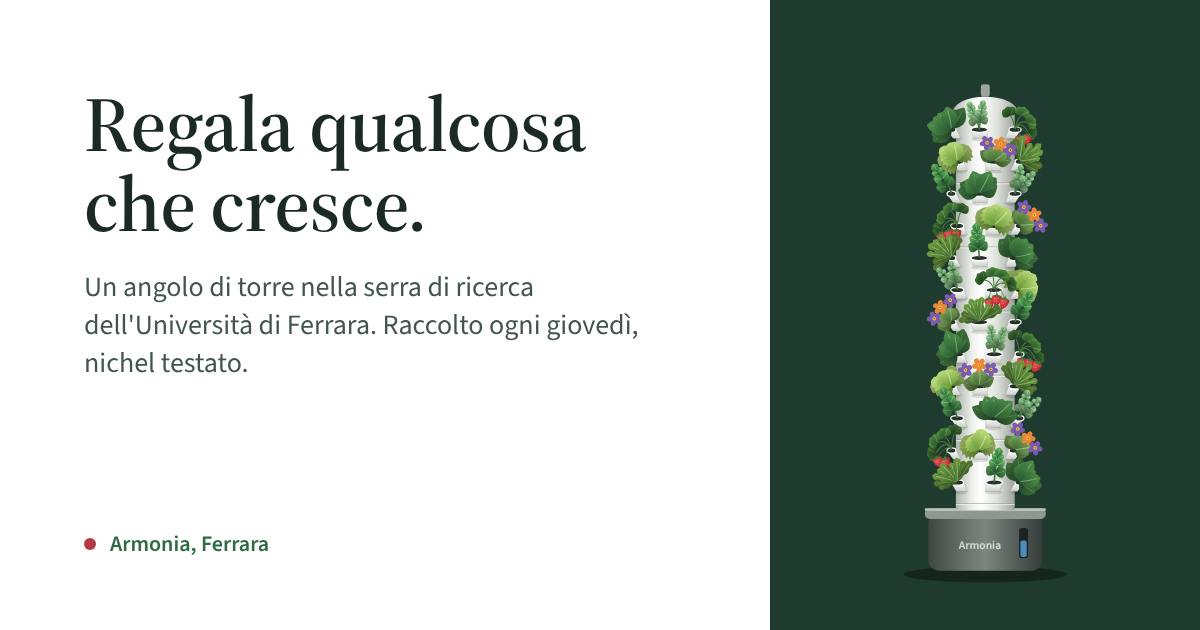 Regala qualcosa
che cresce.
Un angolo di torre nella serra di ricerca
dell'Università di Ferrara. Raccolto ogni giovedì,
nichel testato.
Armonia, Ferrara
Armonia